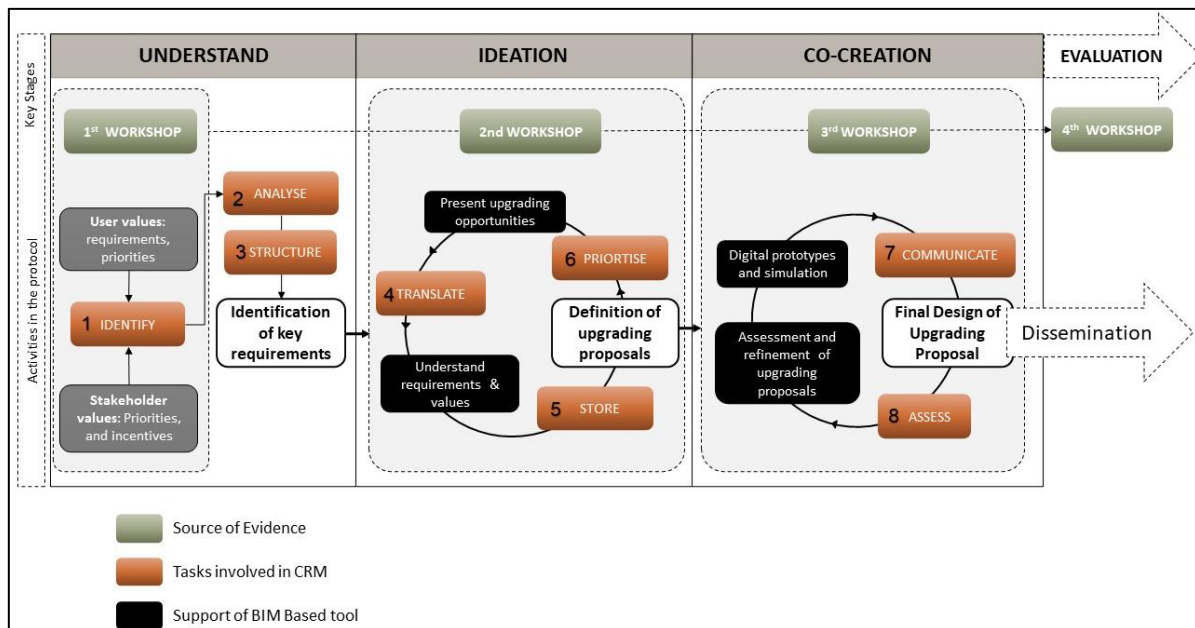 Key Stages
UNDERSTAND
IDEATION
CO-CREATION
EVALUATION
1st WORKSHOP
2nd WORKSHOP
3rd WORKSHOP
4th WORKSHOP
Activities in the protocol
User values:
requirements,
priorities
1 IDENTIFY
Stakeholder
values: Priorities,
and incentives
2 ANALYSE
3 STRUCTURE
Identification
of key
requirements
Present upgrading
opportunities
4 TRANSLATE
Understand
requirements &
values
5 STORE
6 PRIORTISE
Definition of
upgrading
proposals
Digital prototypes
and simulation
Assessment and
refinement of
upgrading
proposals
7 COMMUNICATE
Final Design of
Upgrading
Proposal
8 ASSESS
Dissemination
Source of Evidence
Tasks involved in CRM
Support of BIM Based tool